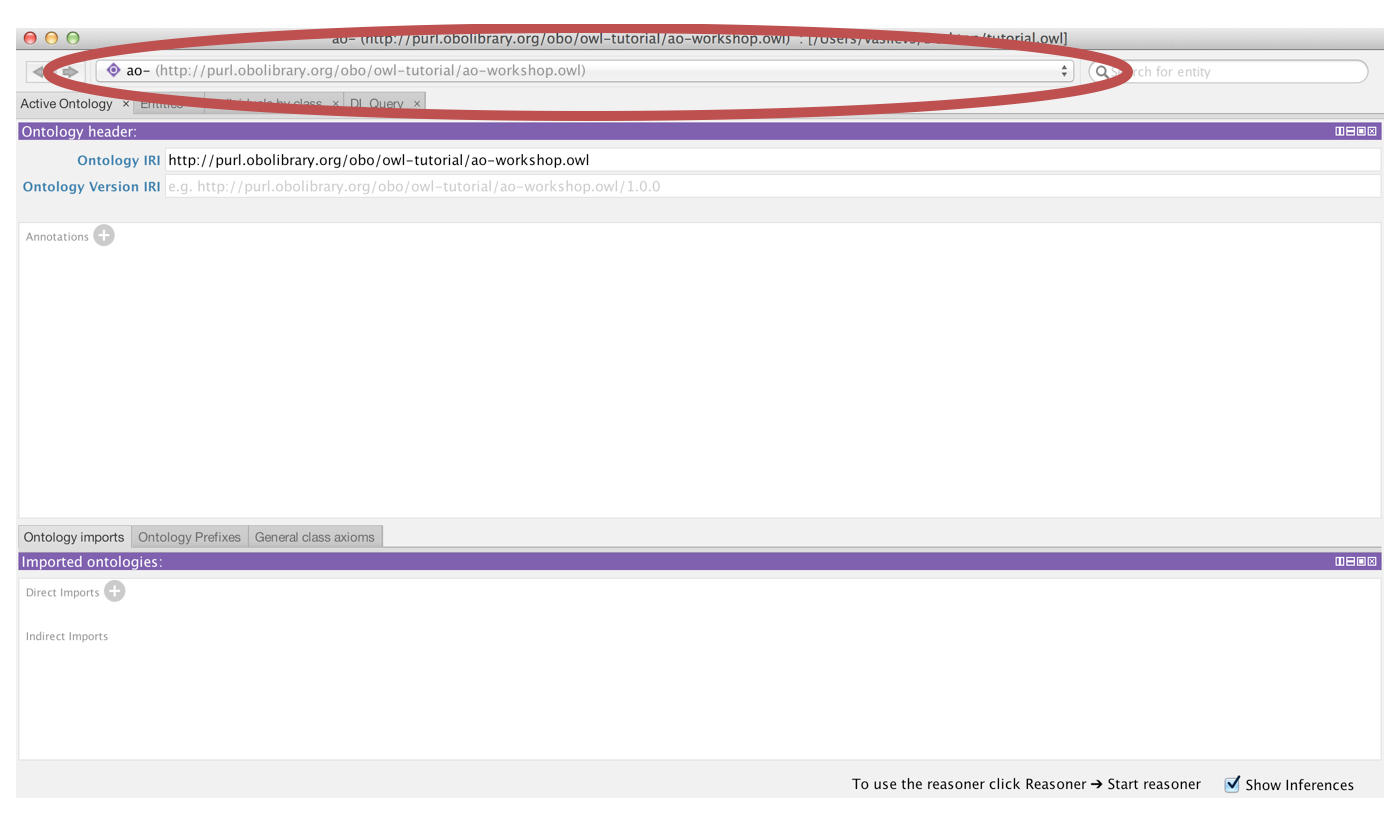 ao- (http://purl.obolibrary.org/obo/owl-tutorial/ao-workshop.owl) : [/Users/vasilevs/Desktop/tutorial.owl]
ao- (http://purl.obolibrary.org/obo/owl-tutorial/ao-workshop.owl)
Search for entity
Active Ontology × Entities Individuals by class × DL Query ×
Ontology header:
Ontology IRI http://purl.obolibrary.org/obo/owl-tutorial/ao-workshop.owl
Ontology Version IRI e.g. http://purl.obolibrary.org/obo/owl-tutorial/ao-workshop.owl/1.0.0
Annotations
Ontology imports Ontology Prefixes General class axioms
Imported ontologies:
Direct Imports
Indirect Imports
To use the reasoner click Reasoner → Start reasoner Show Inferences